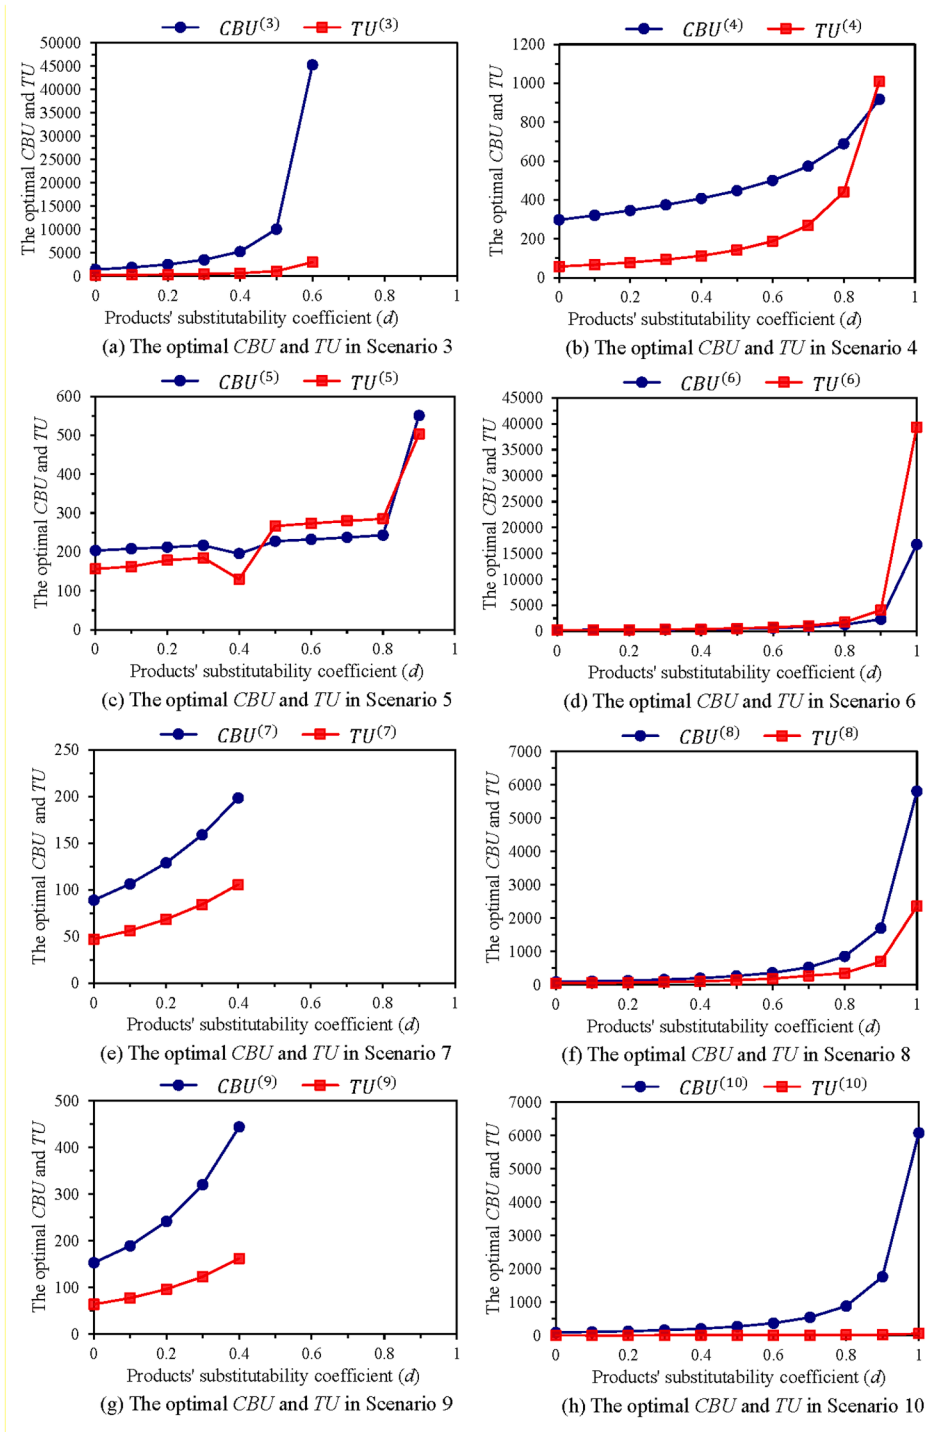 CBU^(3) TU^(3)
The optimal CBU and TU
50000
45000
40000
35000
30000
25000
20000
15000
10000
5000
0
0 0.2 0.4 0.6 0.8 1
Products' substitutability coefficient (d)
(a) The optimal CBU and TU in Scenario 3
CBU^(4) TU^(4)
The optimal CBU and TU
1200
1000
800
600
400
200
0
0 0.2 0.4 0.6 0.8 1
Products' substitutability coefficient (d)
(b) The optimal CBU and TU in Scenario 4
CBU^(5) TU^(5)
The optimal CBU and TU
600
500
400
300
200
100
0
0 0.2 0.4 0.6 0.8 1
Products' substitutability coefficient (d)
(c) The optimal CBU and TU in Scenario 5
CBU^(6) TU^(6)
The optimal CBU and TU
45000
40000
35000
30000
25000
20000
15000
10000
5000
0
0 0.2 0.4 0.6 0.8 1
Products' substitutability coefficient (d)
(d) The optimal CBU and TU in Scenario 6
CBU^(7) TU^(7)
The optimal CBU and TU
250
200
150
100
50
0
0 0.2 0.4 0.6 0.8 1
Products' substitutability coefficient (d)
(e) The optimal CBU and TU in Scenario 7
CBU^(8) TU^(8)
The optimal CBU and TU
7000
6000
5000
4000
3000
2000
1000
0
0 0.2 0.4 0.6 0.8 1
Products' substitutability coefficient (d)
(f) The optimal CBU and TU in Scenario 8
CBU^(9) TU^(9)
The optimal CBU and TU
500
400
300
200
100
0
0 0.2 0.4 0.6 0.8 1
Products' substitutability coefficient (d)
(g) The optimal CBU and TU in Scenario 9
CBU^(10) TU^(10)
The optimal CBU and TU
7000
6000
5000
4000
3000
2000
1000
0
0 0.2 0.4 0.6 0.8 1
Products' substitutability coefficient (d)
(h) The optimal CBU and TU in Scenario 10